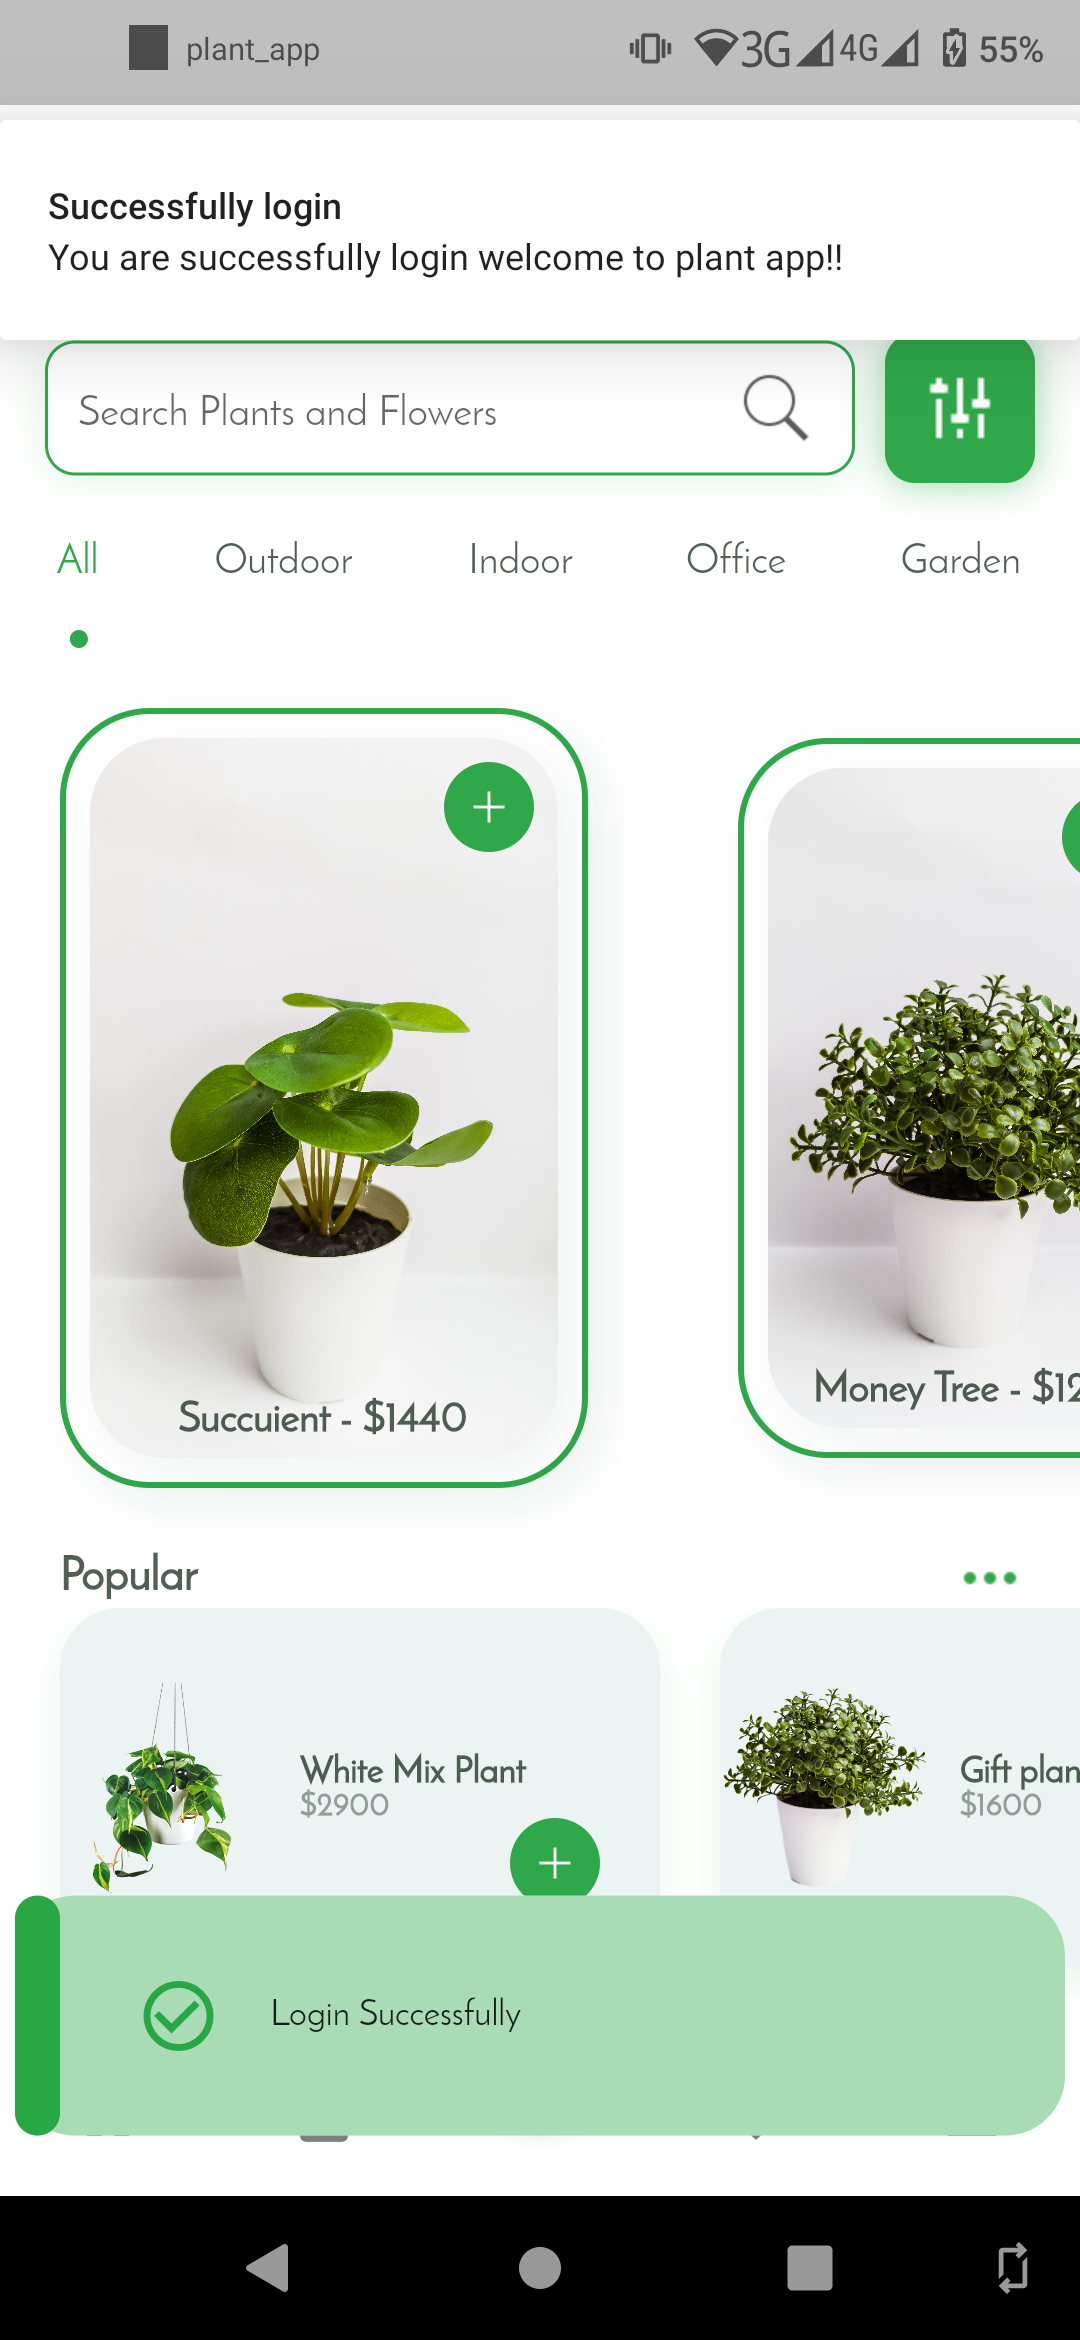 plant_app
3G 4G 55%
Successfully login
You are successfully login welcome to plant app!!
Search Plants and Flowers
All Outdoor Indoor Office Garden
Succuient - $1440
Money Tree - $12
Popular
White Mix Plant
$2900
Gift plan
$1600
Login Successfully